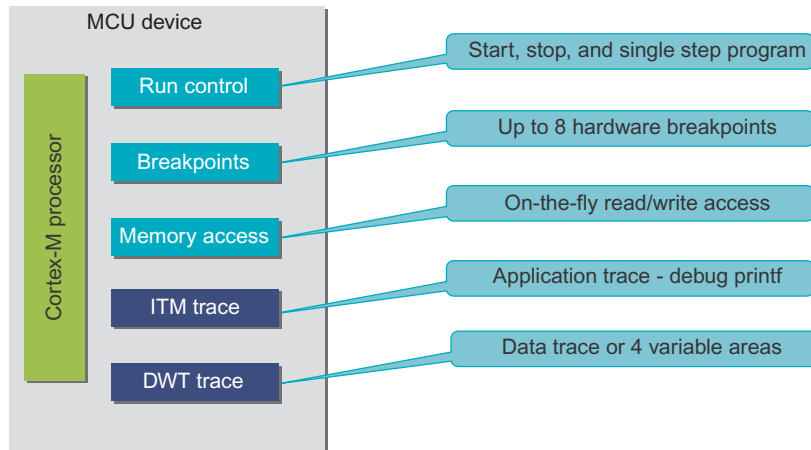 MCU device
Cortex-M processor
Run control
Start, stop, and single step program
Breakpoints
Up to 8 hardware breakpoints
Memory access
On-the-fly read/write access
ITM trace
Application trace - debug printf
DWT trace
Data trace or 4 variable areas